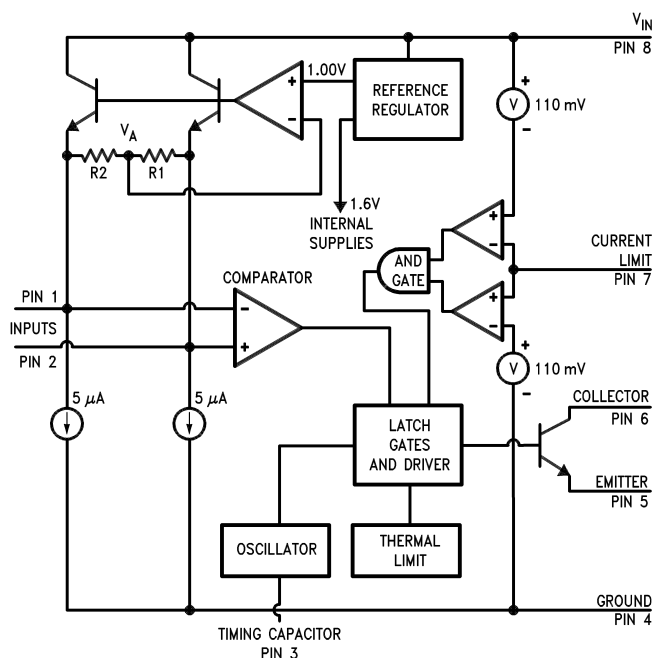 VIN
PIN 8
1.00V
REFERENCE
REGULATOR
+
V
110 mV
−
+
−
VA
R2
R1
1.6V
INTERNAL
SUPPLIES
+
−
AND
GATE
CURRENT
LIMIT
PIN 7
COMPARATOR
+
−
PIN 1
INPUTS
PIN 2
−
+
+
V
110 mV
−
5 μA
5 μA
COLLECTOR
PIN 6
LATCH
GATES
AND DRIVER
EMITTER
PIN 5
OSCILLATOR
THERMAL
LIMIT
GROUND
PIN 4
TIMING CAPACITOR
PIN 3